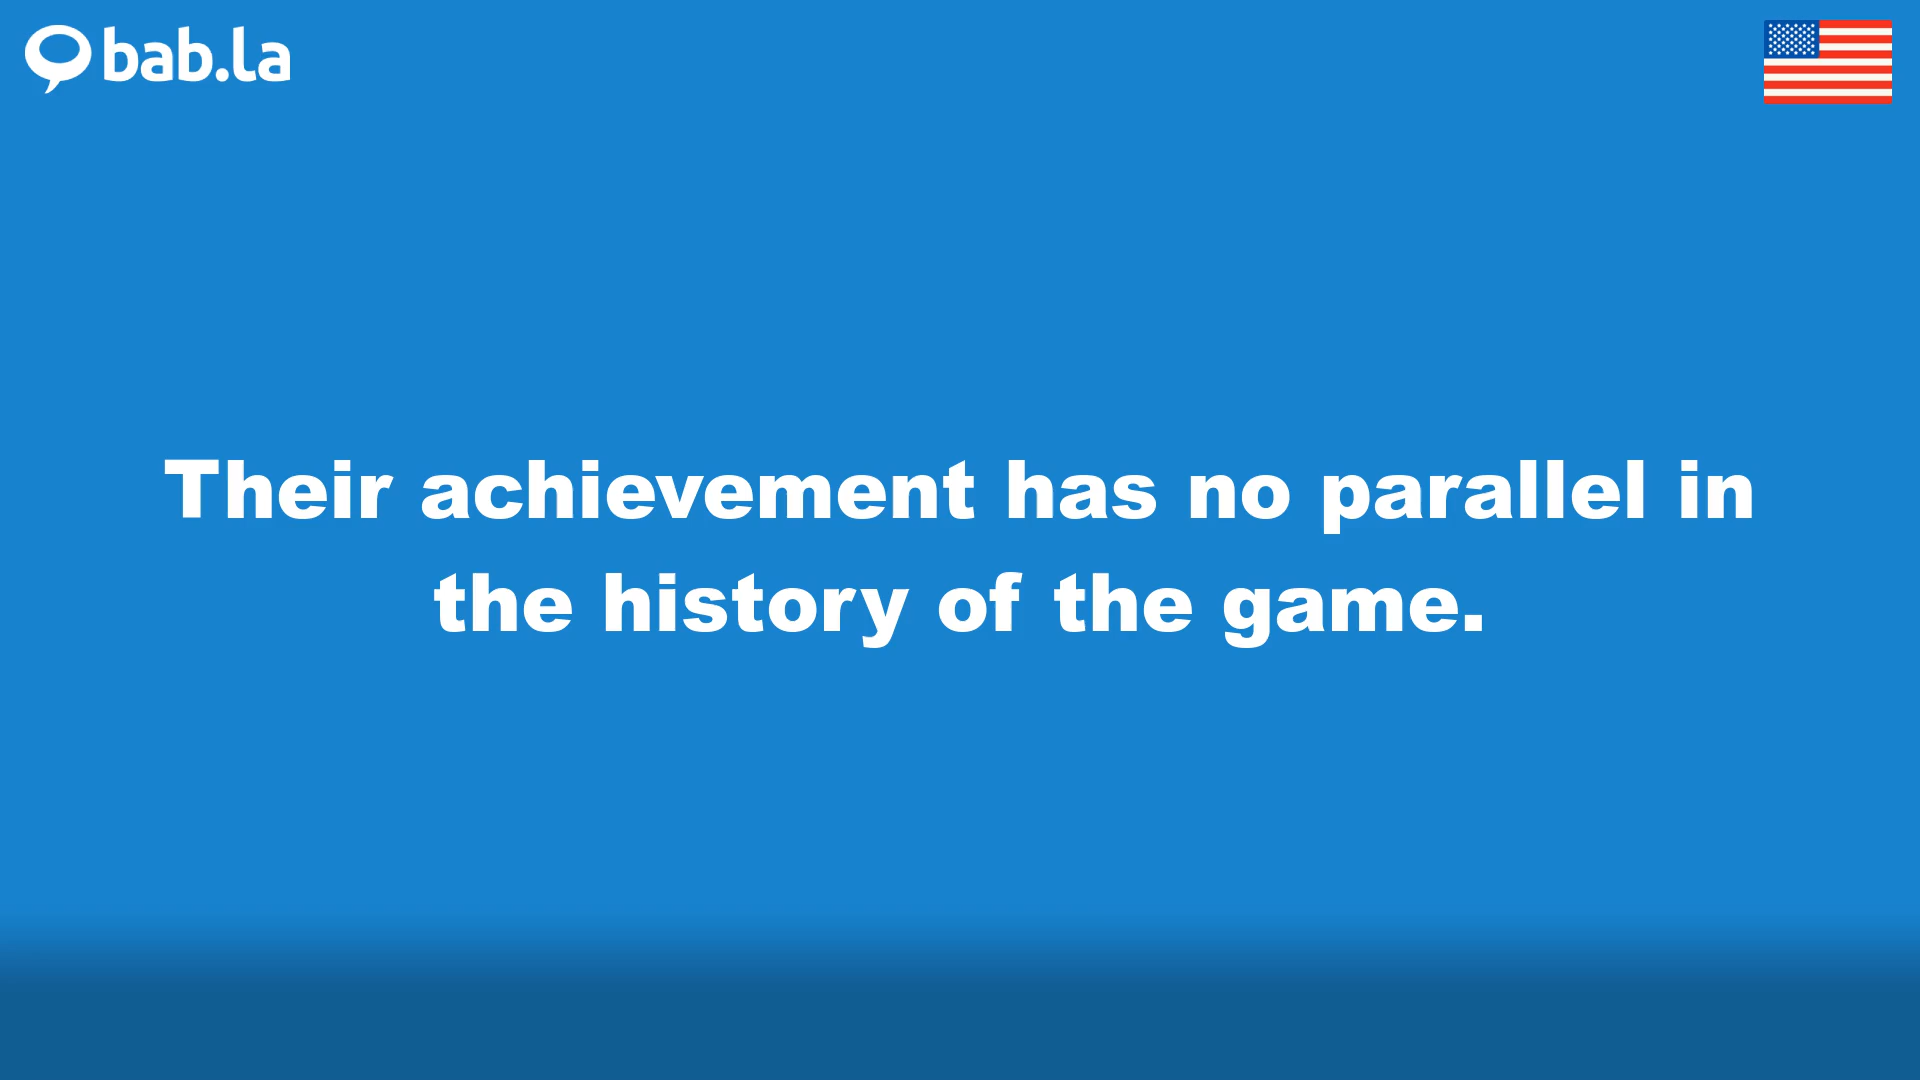 bab.la
Their achievement has no parallel in
the history of the game.